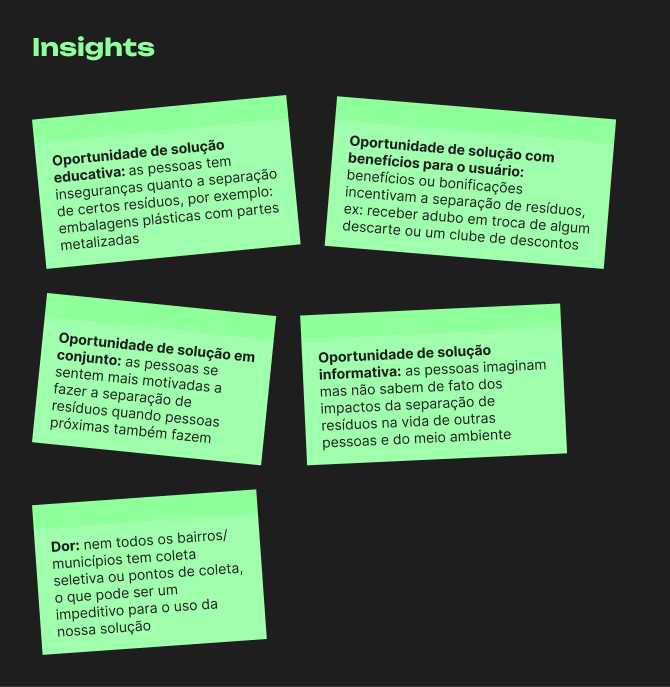 Insights
Oportunidade de solução
educativa: as pessoas tem
inseguranças quanto a separação
de certos resíduos, por exemplo:
embalagens plásticas com partes
metalizadas
Oportunidade de solução com
benefícios para o usuário:
benefícios ou bonificações
incentivam a separação de resíduos,
ex: receber adubo em troca de algum
descarte ou um clube de descontos
Oportunidade de solução em
conjunto: as pessoas se
sentem mais motivadas a
fazer a separação de
resíduos quando pessoas
próximas também fazem
Oportunidade de solução
informativa: as pessoas imaginam
mas não sabem de fato dos
impactos da separação de
resíduos na vida de outras
pessoas e do meio ambiente
Dor: nem todos os bairros/
municípios tem coleta
seletiva ou pontos de coleta,
o que pode ser um
impeditivo para o uso da
nossa solução